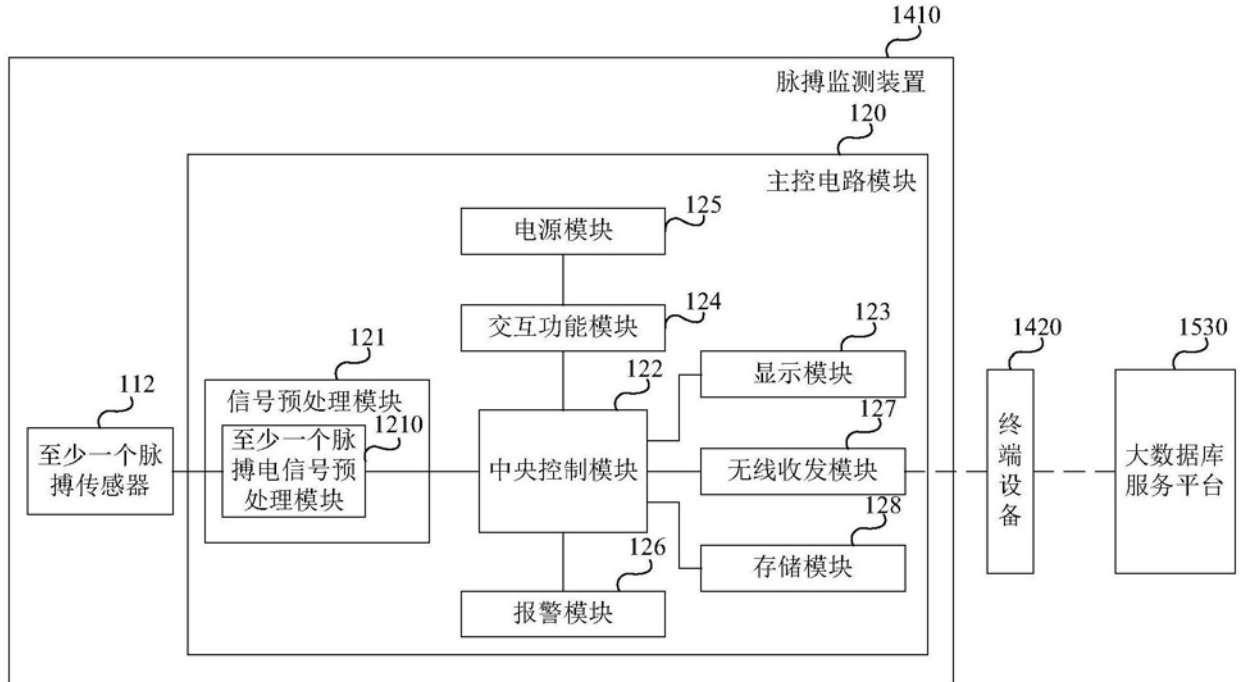 1410
脉搏监测装置
120
主控电路模块
125
电源模块
124
交互功能模块
123
显示模块
121
信号预处理模块
1210
至少一个脉
搏电信号预
处理模块
112
至少一个脉
搏传感器
122
中央控制模块
127
无线收发模块
128
存储模块
126
报警模块
1420
终
端
设
备
1530
大数据库
服务平台